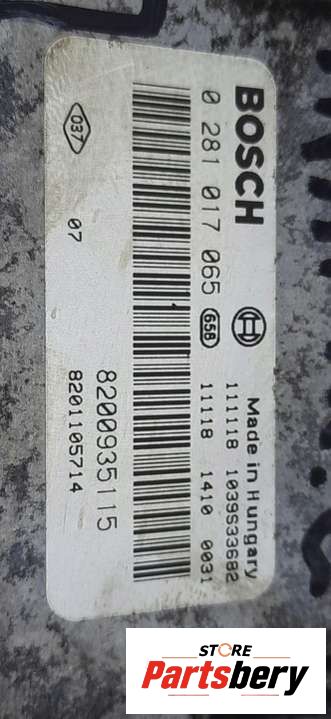 BOSCH
Made in Hungary
0 281 017 065
658
111118 1039S33682
11118 1410 0031
037
07
8200935115
8201105714
STORE
Partsbery